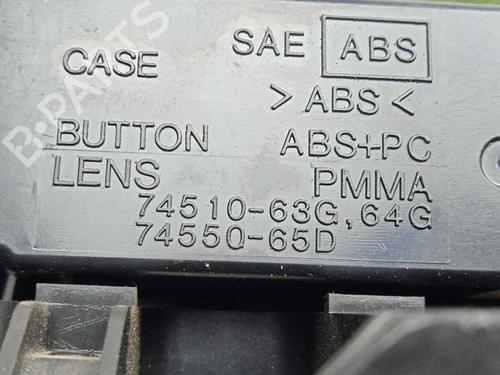 CASE SAE ABS
>ABS<
BUTTON ABS+PC
LENS PMMA
74510-63G,64G
74550-65D
B-PARTS